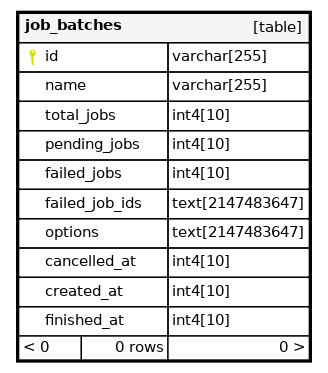 job_batches [table]
id varchar[255]
name varchar[255]
total_jobs int4[10]
pending_jobs int4[10]
failed_jobs int4[10]
failed_job_ids text[2147483647]
options text[2147483647]
cancelled_at int4[10]
created_at int4[10]
finished_at int4[10]
< 0 0 rows 0 >